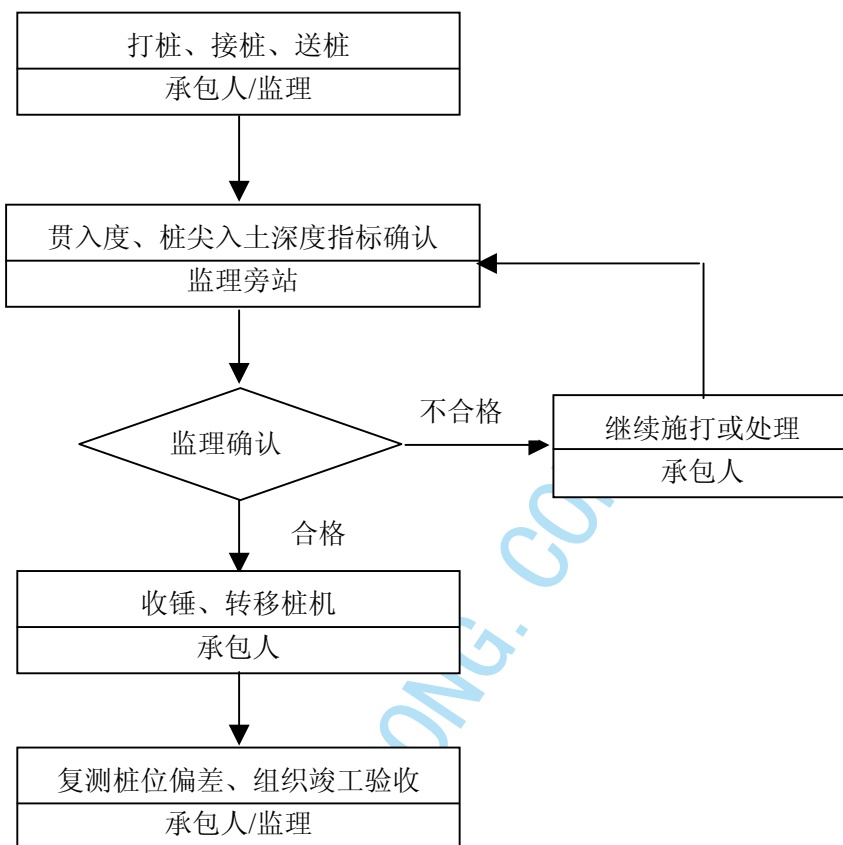 打桩、接桩、送桩
承包人/监理
贯入度、桩尖入土深度指标确认
监理旁站
监理确认
不合格
继续施打或处理
承包人
合格
收锤、转移桩机
承包人
复测桩位偏差、组织竣工验收
承包人/监理
ONG. CO